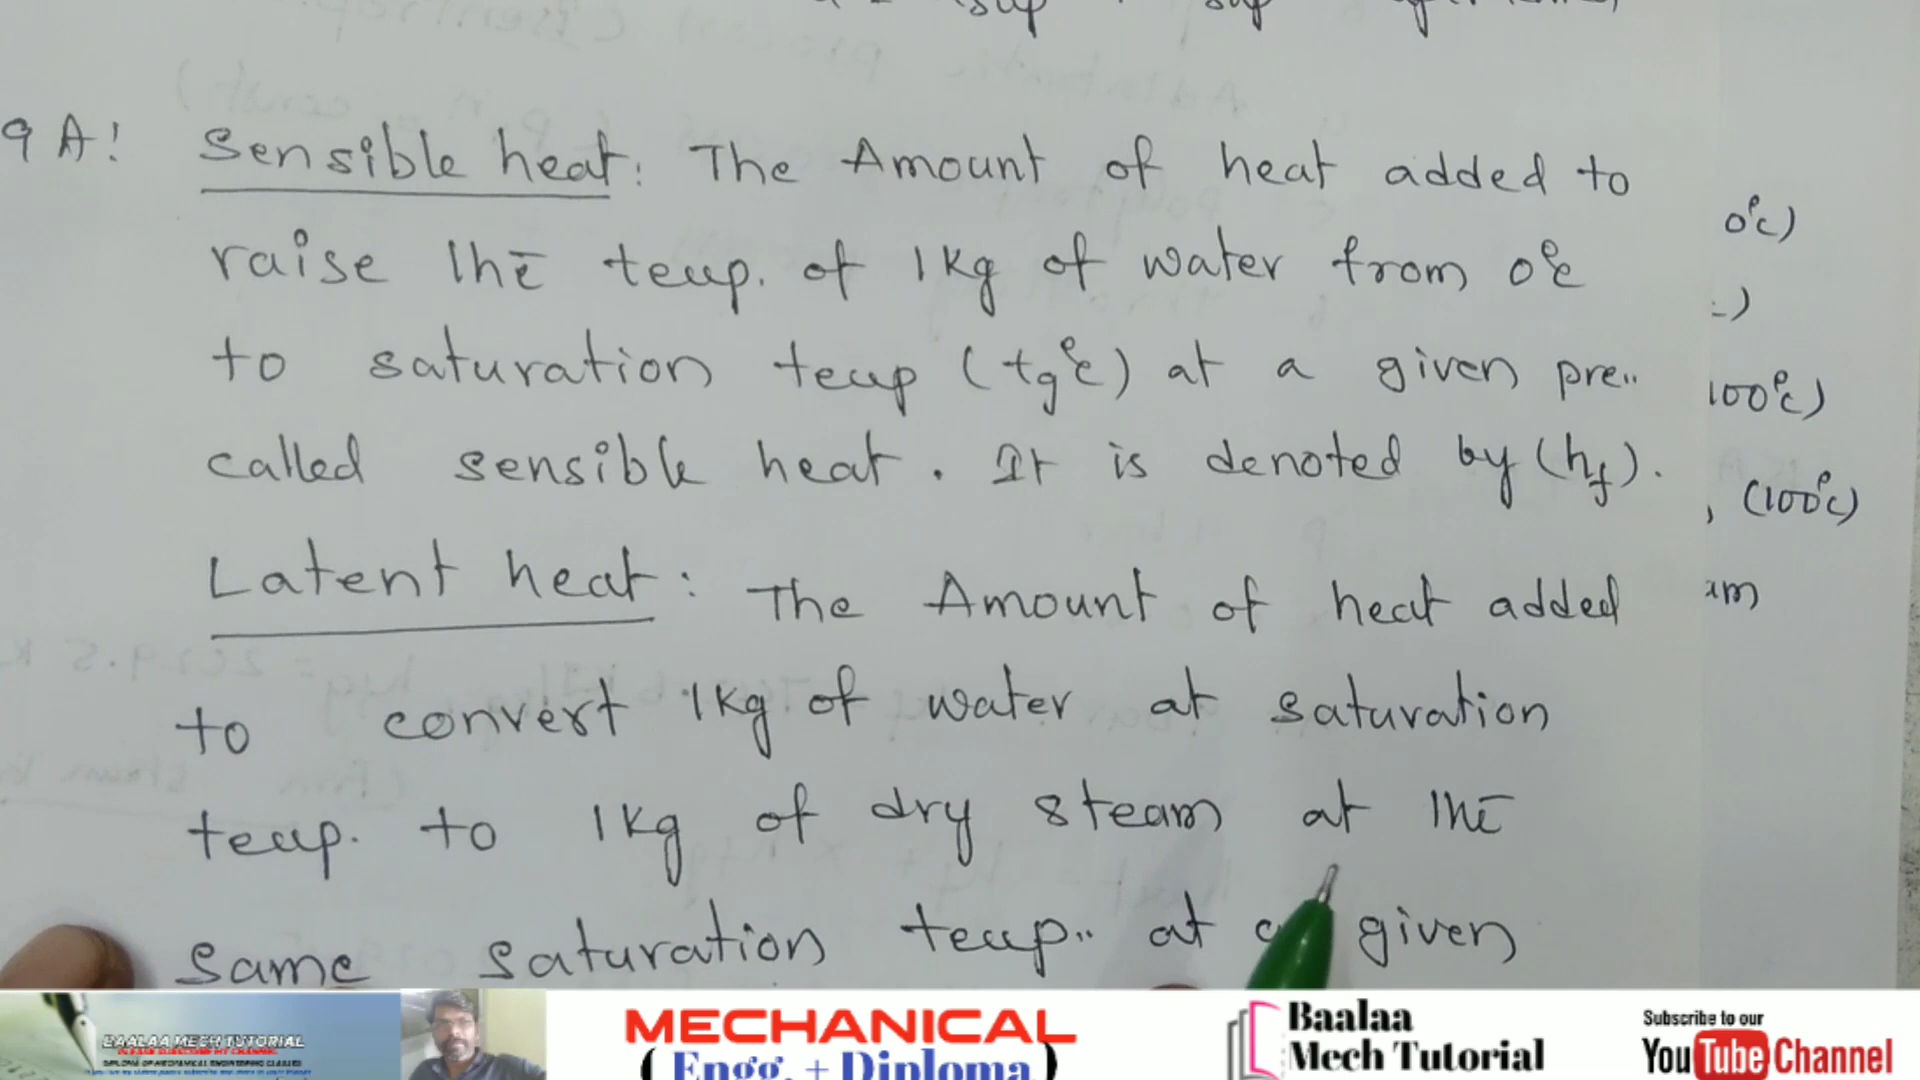 9 A! Sensible heat: The Amount of heat added to
raise the temp. of 1kg of water from 0°c
to saturation temp (tg°c) at a given pre..
called sensible heat. It is denoted by (hf).
Latent heat: The Amount of heat added
to convert 1kg of water at saturation
temp. to 1kg of dry steam at the
same saturation temp.. at a given
0°c)
100°c)
, (100°c)
BAALAA MECH TUTORIAL
MECHANICAL
(Engg. + Diploma)
Baalaa
Mech Tutorial
Subscribe to our
YouTube Channel